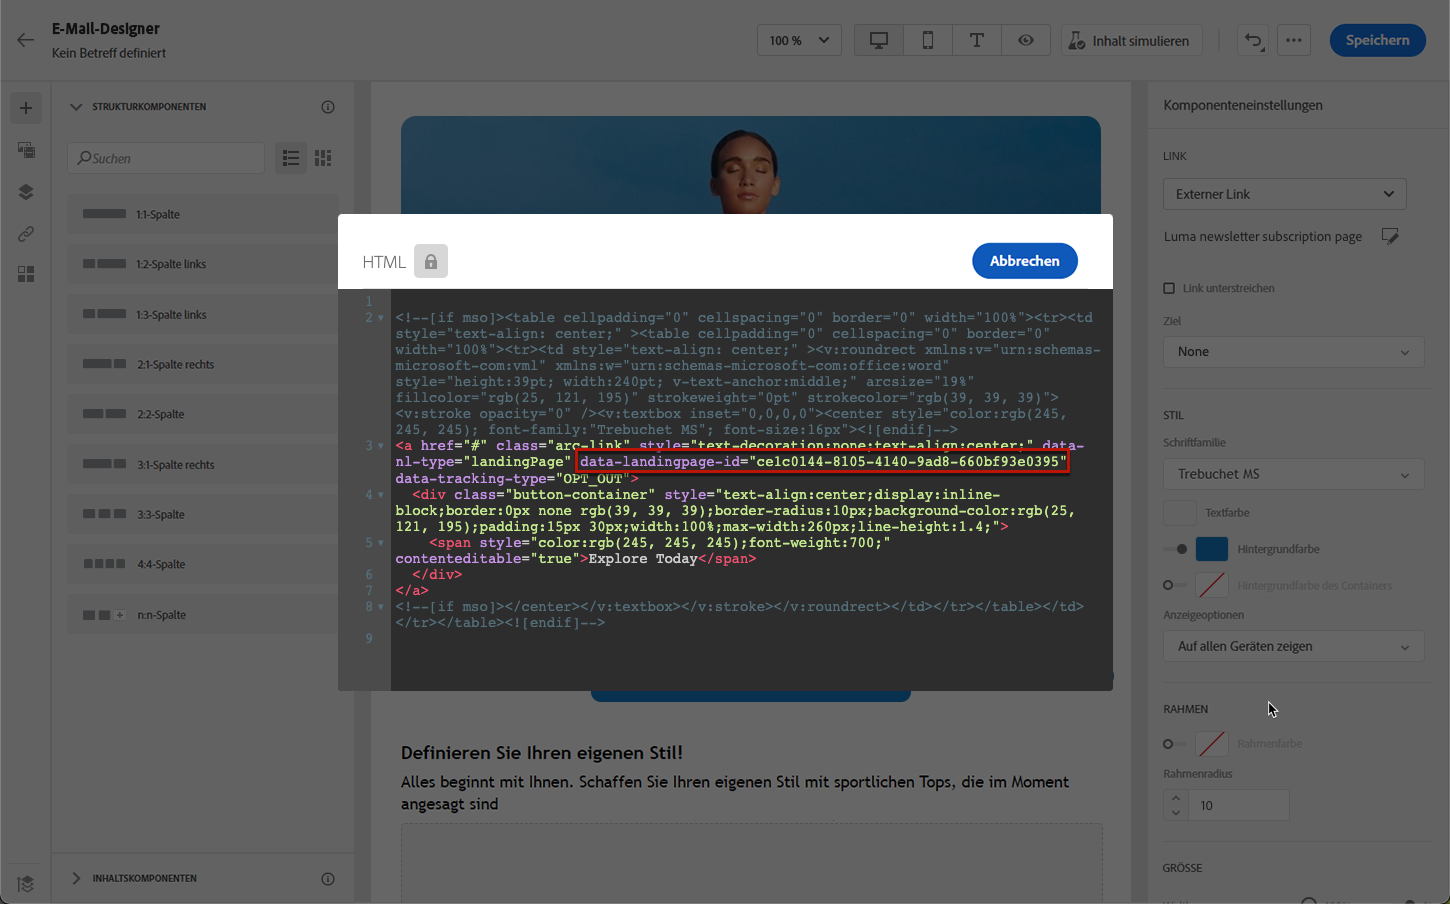 E-Mail-Designer
Kein Betreff definiert
100 %
Inhalt simulieren
Speichern
STRUKTURKOMPONENTEN
Suchen
1:1-Spalte
1:2-Spalte links
1:3-Spalte links
2:1-Spalte rechts
2:2-Spalte
3:1-Spalte rechts
3:3-Spalte
4:4-Spalte
n:n-Spalte
INHALTSKOMPONENTEN
HTML
Abbrechen
1
2 <!--[if mso]><table cellpadding="0" cellspacing="0" border="0" width="100%"><tr><td
style="text-align: center;" ><table cellpadding="0" cellspacing="0" border="0"
width="100%"><tr><td style="text-align: center;" ><v:roundrect xmlns:v="urn:schemas-
microsoft-com:vml" xmlns:w="urn:schemas-microsoft-com:office:word"
style="height:39pt; width:240pt; v-text-anchor:middle;" arcsize="19%"
fillcolor="rgb(25, 121, 195)" strokeweight="0pt" strokecolor="rgb(39, 39, 39)">
<v:stroke opacity="0" /><v:textbox inset="0,0,0,0"><center style="color:rgb(245,
245, 245); font-family:"Trebuchet MS"; font-size:16px"><![endif]-->
3 <a href="#" class="arc-link" style="text-decoration:none;text-align:center;" data-
nl-type="landingPage" data-landingpage-id="ce1c0144-8105-4140-9ad8-660bf93e0395"
data-tracking-type="OPT_OUT">
4 <div class="button-container" style="text-align:center;display:inline-
block;border:0px none rgb(39, 39, 39);border-radius:10px;background-color:rgb(25,
121, 195);padding:15px 30px;width:100%;max-width:260px;line-height:1.4;">
5 <span style="color:rgb(245, 245, 245);font-weight:700;"
contenteditable="true">Explore Today</span>
6 </div>
7 </a>
8 <!--[if mso]></center></v:textbox></v:stroke></v:roundrect></td></tr></table></td>
</tr></table><![endif]-->
9
Definieren Sie Ihren eigenen Stil!
Alles beginnt mit Ihnen. Schaffen Sie Ihren eigenen Stil mit sportlichen Tops, die im Moment
angesagt sind
Komponenteneinstellungen
LINK
Externer Link
Luma newsletter subscription page
Link unterstreichen
Ziel
None
STIL
Schriftfamilie
Trebuchet MS
Textfarbe
Hintergrundfarbe
Hintergrundfarbe des Containers
Anzeigeoptionen
Auf allen Geräten zeigen
RAHMEN
Rahmenfarbe
Rahmenradius
10
GRÖSSE